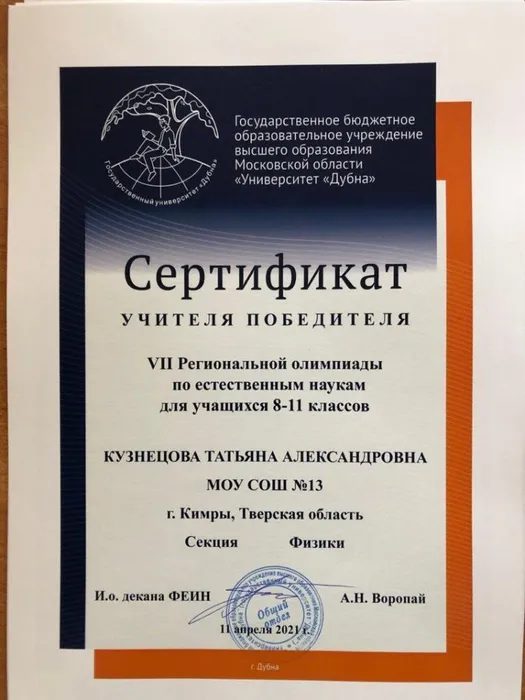 Государственное бюджетное
образовательное учреждение
высшего образования
Московской области
«Университет «Дубна»
Государственный университет «Дубна»
Сертификат
УЧИТЕЛЯ ПОБЕДИТЕЛЯ
VII Региональной олимпиады
по естественным наукам
для учащихся 8-11 классов
КУЗНЕЦОВА ТАТЬЯНА АЛЕКСАНДРОВНА
МОУ СОШ №13
г. Кимры, Тверская область
Секция Физики
И.о. декана ФЕИН А.Н. Воропай
Общий
отдел
11 апреля 2021 г.
г. Дубна